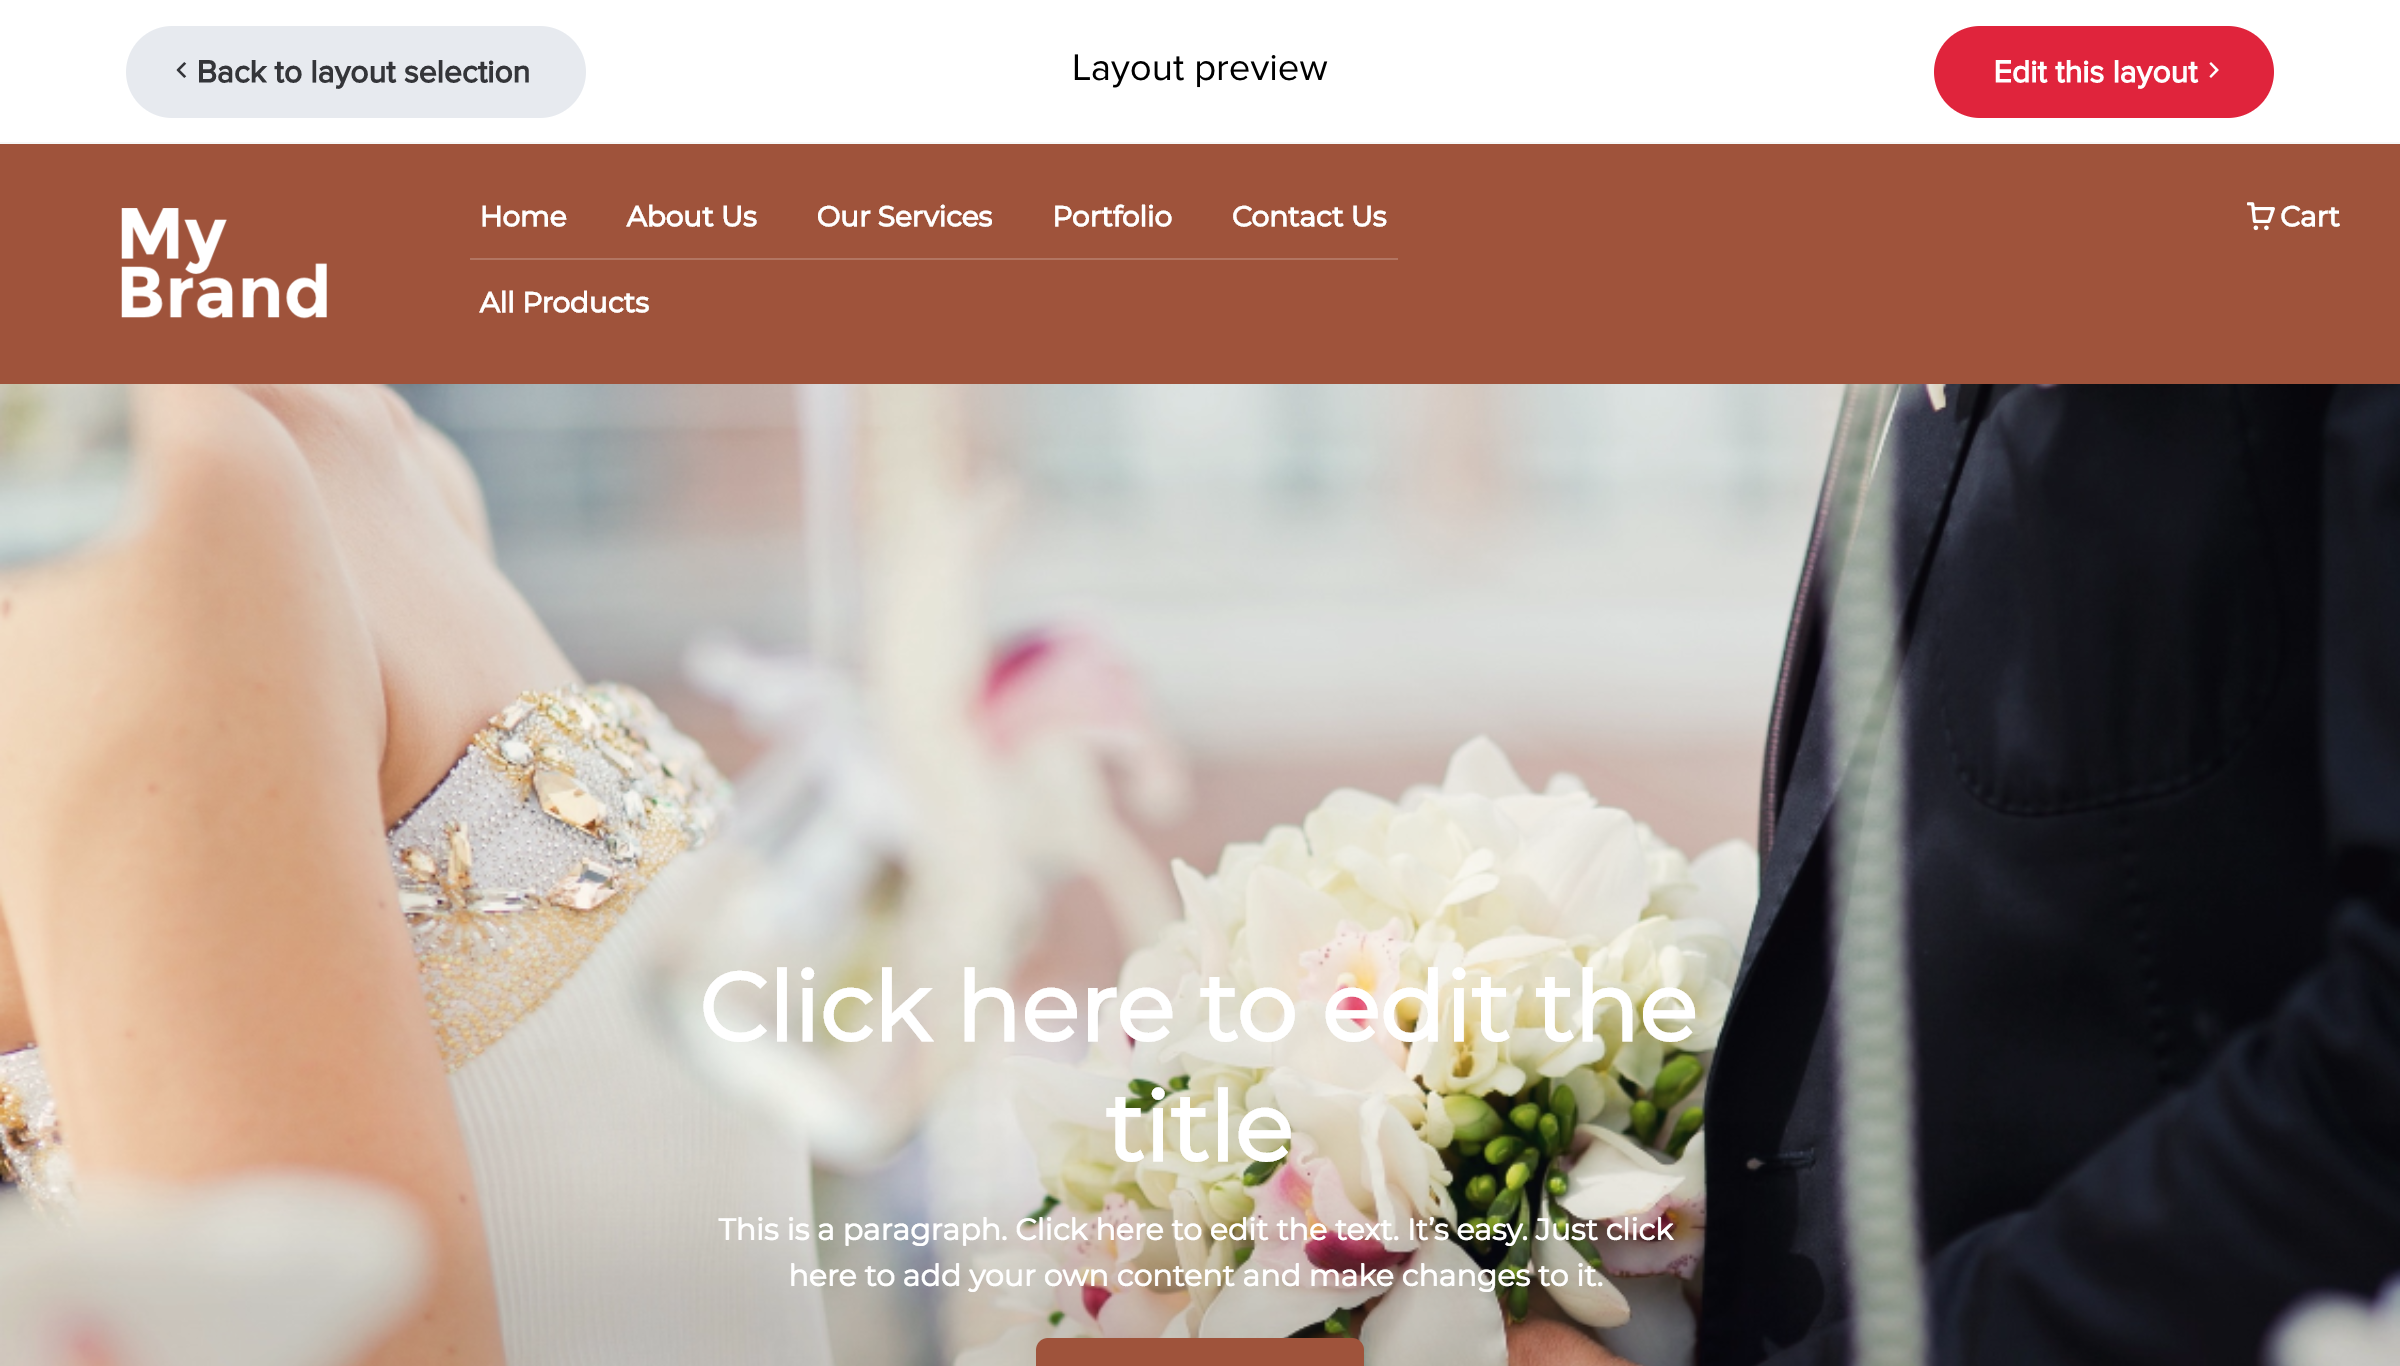 Back to layout selection
Layout preview
Edit this layout
My
Brand
Home About Us Our Services Portfolio Contact Us
Cart
All Products
Click here to edit the
title
This is a paragraph. Click here to edit the text. It's easy. Just click
here to add your own content and make changes to it.